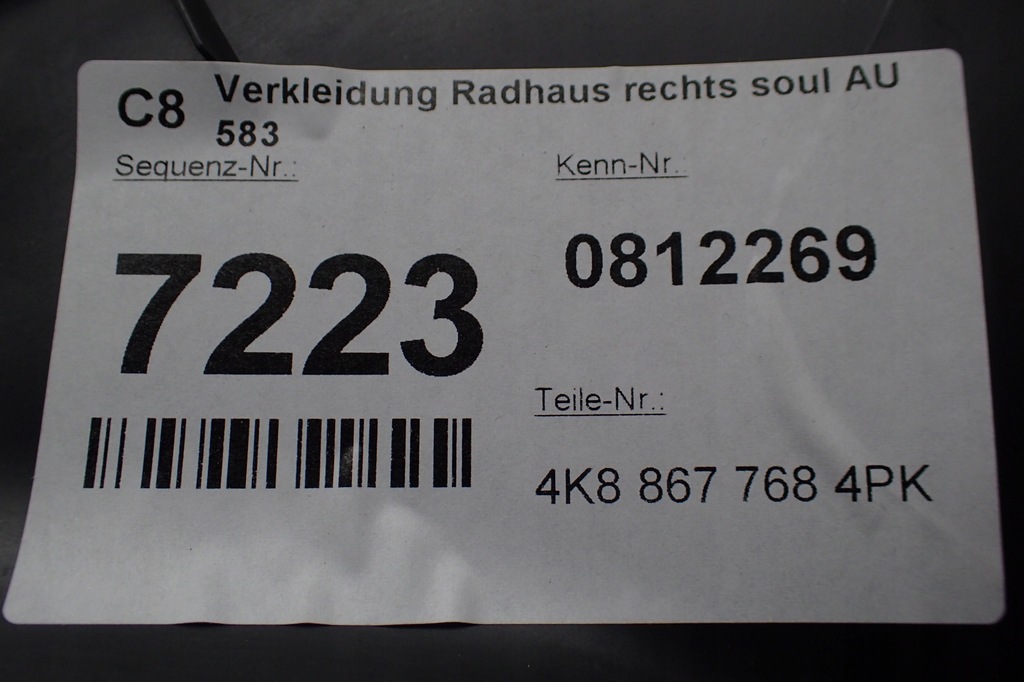 C8 Verkleidung Radhaus rechts soul AU
583
Sequenz-Nr.: Kenn-Nr.:
7223 0812269
Teile-Nr.:
4K8 867 768 4PK